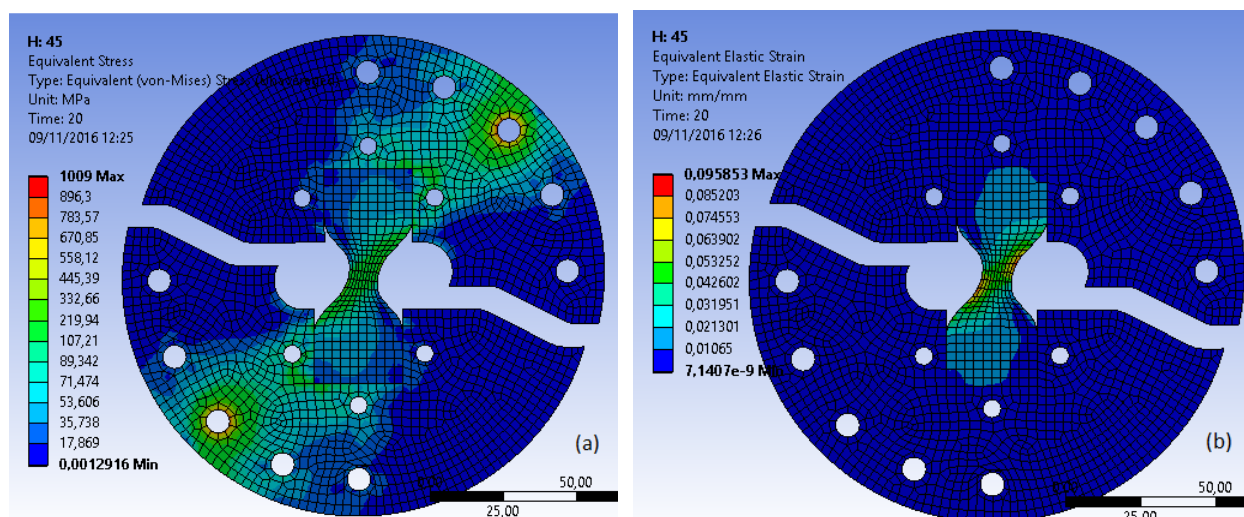 H: 45
Equivalent Stress
Type: Equivalent (von-Mises) Stress
Unit: MPa
Time: 20
09/11/2016 12:25
1009 Max
896,3
783,57
670,85
558,12
445,39
332,66
219,94
107,21
89,342
71,474
53,606
35,738
17,869
0,0012916 Min
(a)
0,00
50,00
25,00
H: 45
Equivalent Elastic Strain
Type: Equivalent Elastic Strain
Unit: mm/mm
Time: 20
09/11/2016 12:26
0,095853 Max
0,085203
0,074553
0,063902
0,053252
0,042602
0,031951
0,021301
0,01065
7,1407e-9 Min
(b)
0,00
50,00
25,00